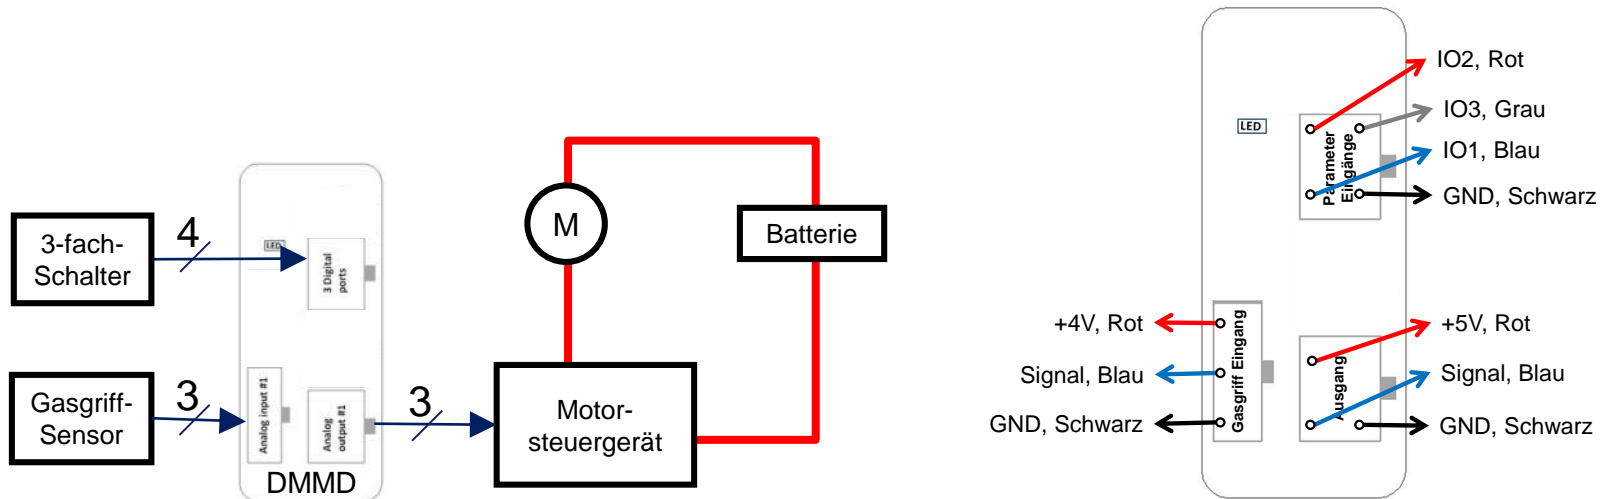 3-fach-
Schalter
4
LED
3 Digital
ports
Gasgriff-
Sensor
3
Analog input #1
Analog
output #1
DMMD
3
M
Batterie
Motor-
steuergerät
LED
Parameter
Eingänge
IO2, Rot
IO3, Grau
IO1, Blau
GND, Schwarz
+4V, Rot
Signal, Blau
GND, Schwarz
Gasgriff Eingang
Ausgang
+5V, Rot
Signal, Blau
GND, Schwarz